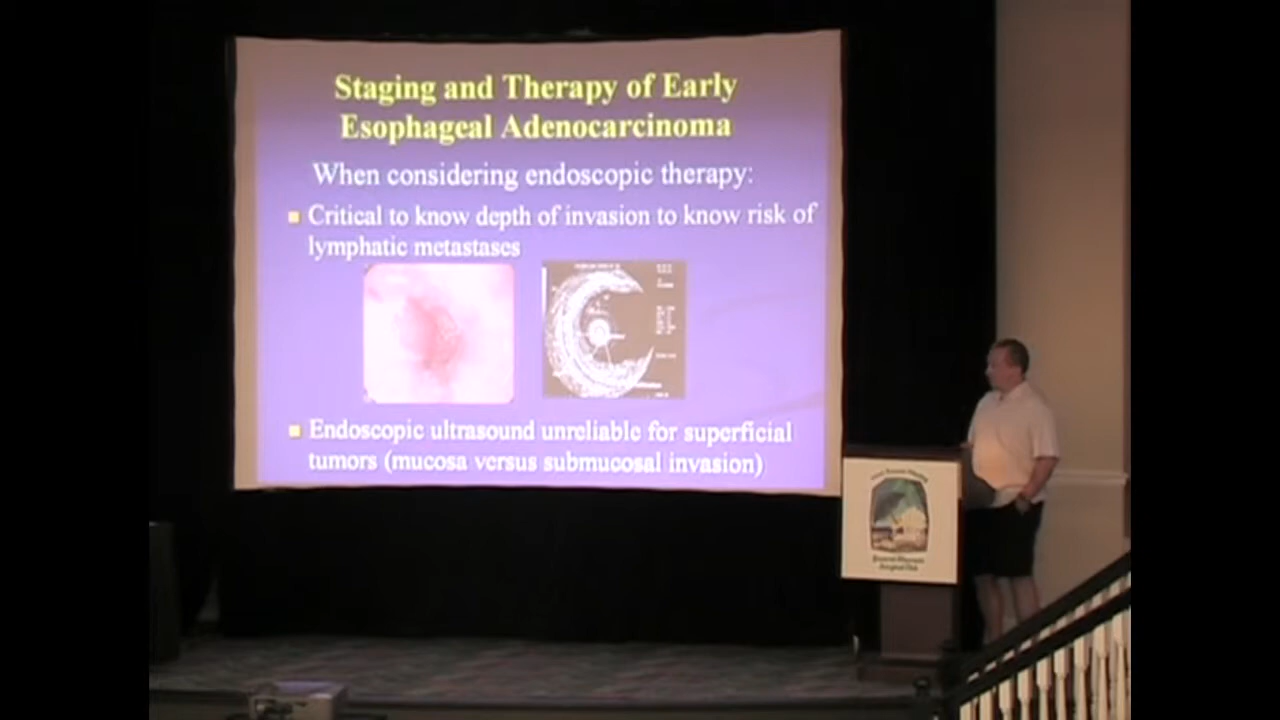 Staging and Therapy of Early
Esophageal Adenocarcinoma
When considering endoscopic therapy:
Critical to know depth of invasion to know risk of
lymphatic metastases
Endoscopic ultrasound unreliable for superficial
tumors (mucosa versus submucosal invasion)